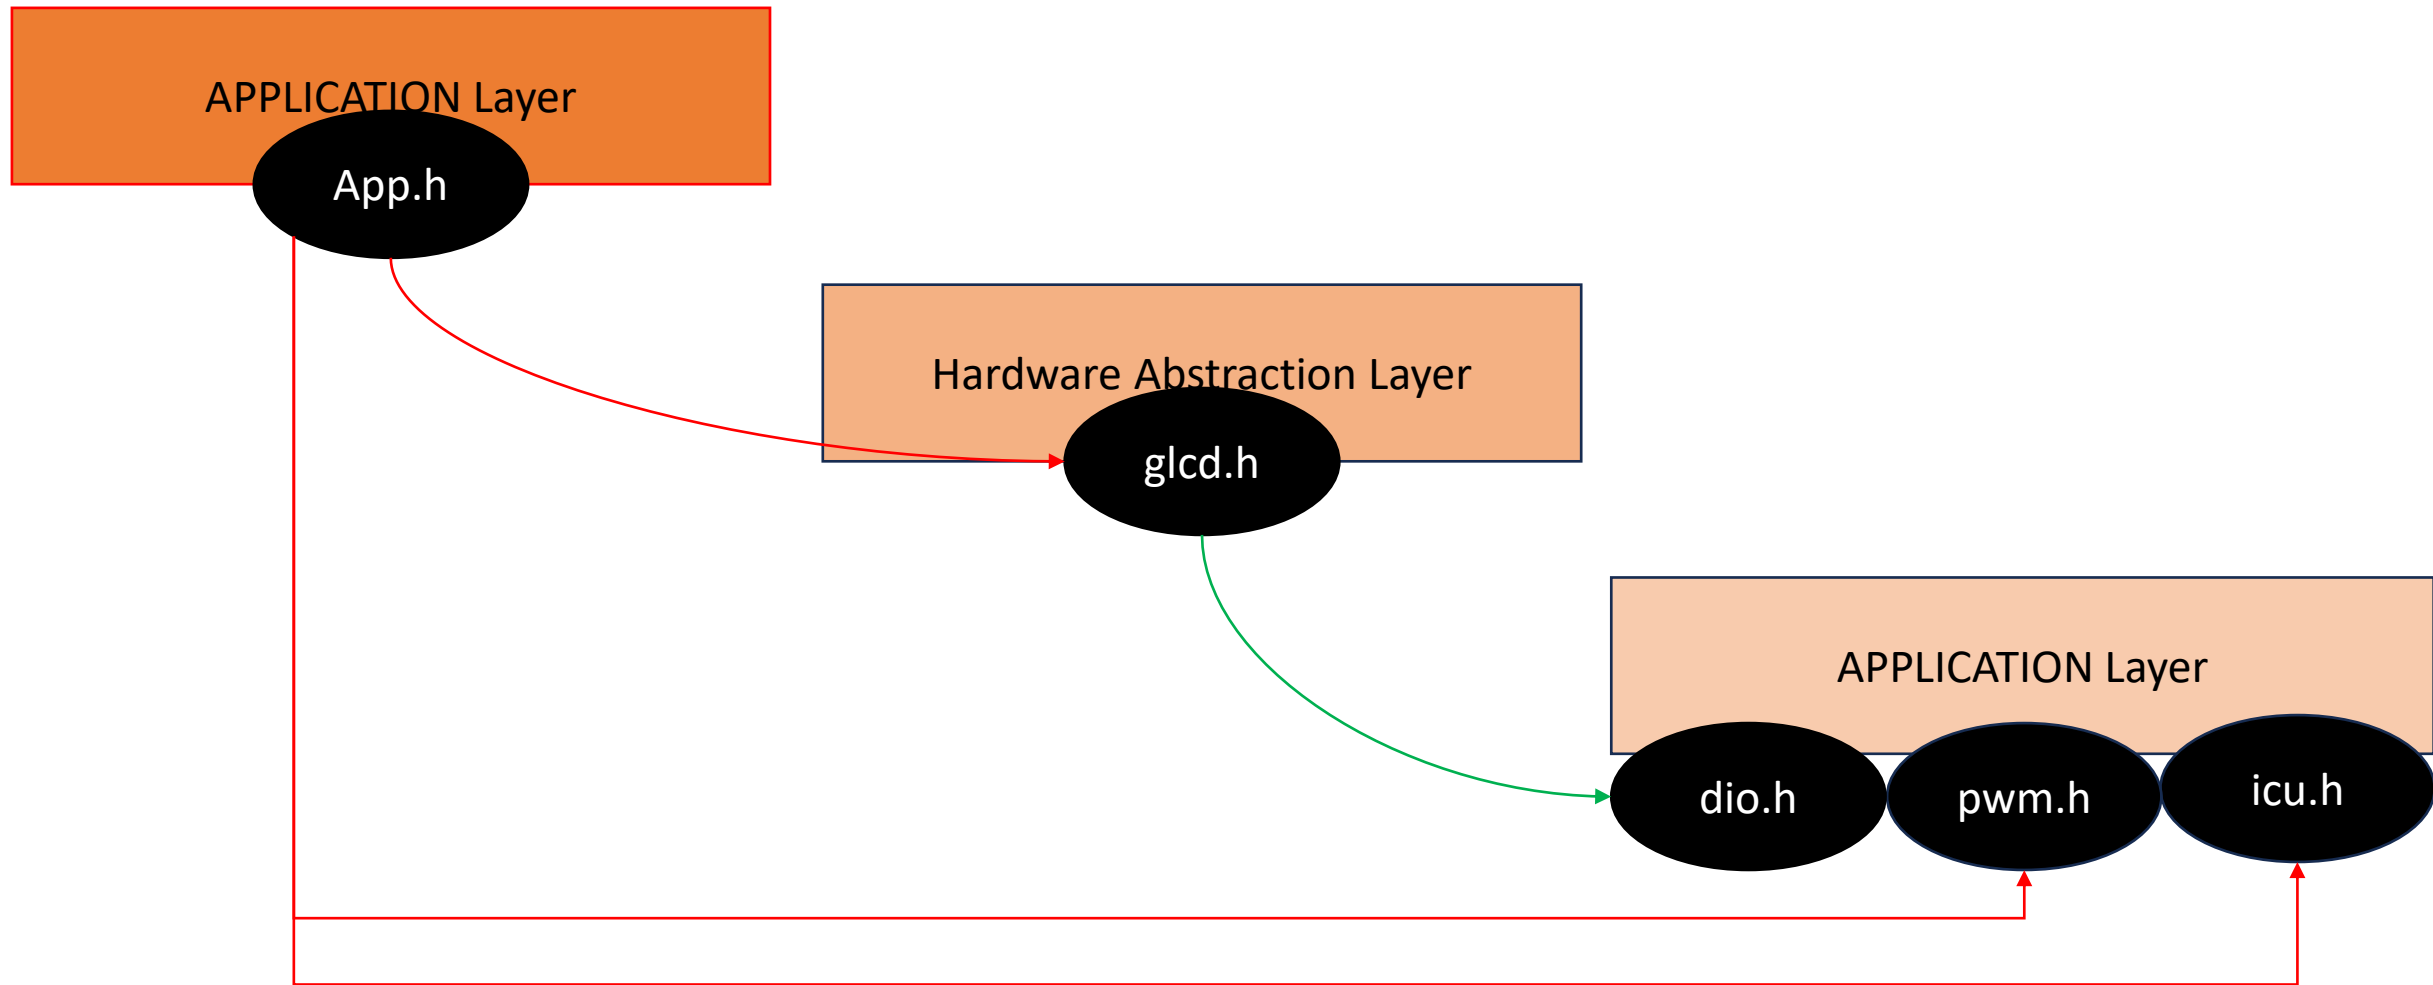 APPLICATION Layer
App.h
Hardware Abstraction Layer
glcd.h
APPLICATION Layer
dio.h
pwm.h
icu.h